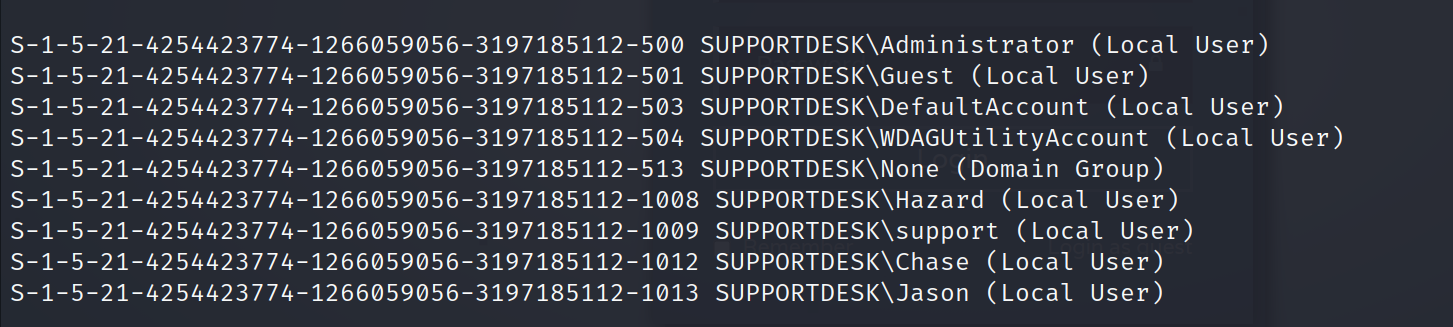 S-1-5-21-4254423774-1266059056-3197185112-500 SUPPORTDESK\Administrator (Local User)
S-1-5-21-4254423774-1266059056-3197185112-501 SUPPORTDESK\Guest (Local User)
S-1-5-21-4254423774-1266059056-3197185112-503 SUPPORTDESK\DefaultAccount (Local User)
S-1-5-21-4254423774-1266059056-3197185112-504 SUPPORTDESK\WDAGUtilityAccount (Local User)
S-1-5-21-4254423774-1266059056-3197185112-513 SUPPORTDESK\None (Domain Group)
S-1-5-21-4254423774-1266059056-3197185112-1008 SUPPORTDESK\Hazard (Local User)
S-1-5-21-4254423774-1266059056-3197185112-1009 SUPPORTDESK\support (Local User)
S-1-5-21-4254423774-1266059056-3197185112-1012 SUPPORTDESK\Chase (Local User)
S-1-5-21-4254423774-1266059056-3197185112-1013 SUPPORTDESK\Jason (Local User)